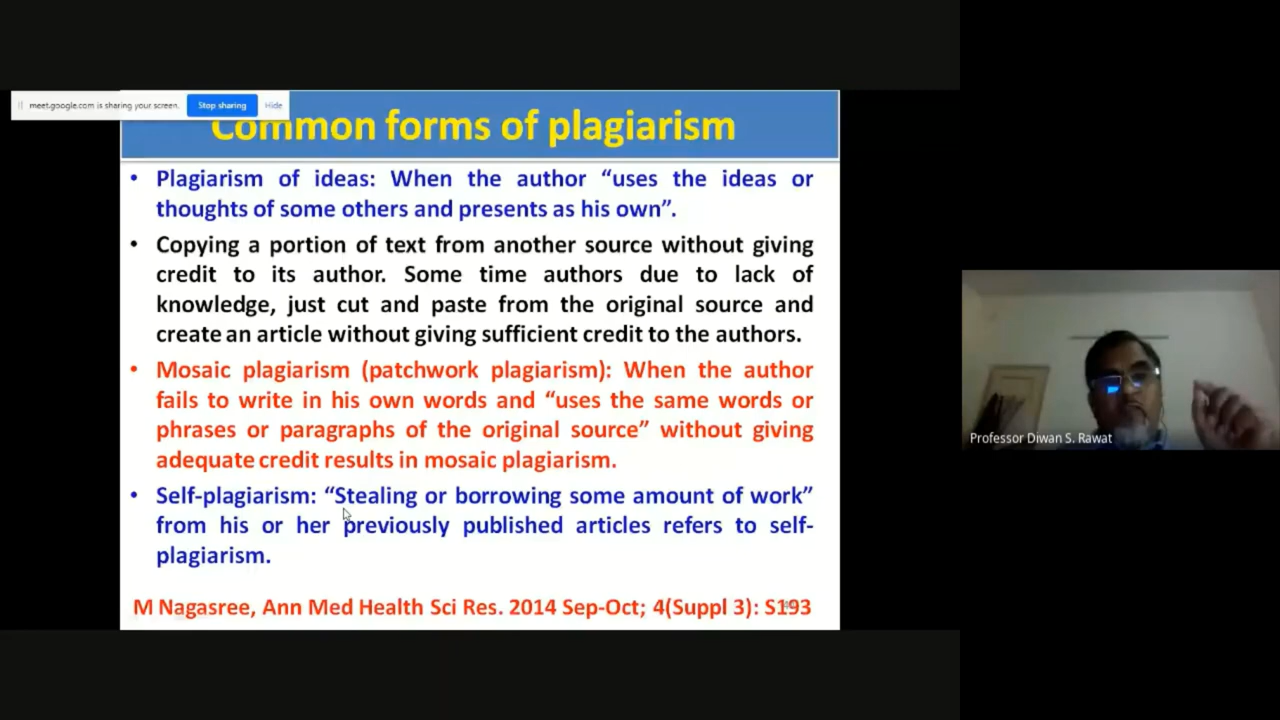 meet.google.com is sharing your screen. Stop sharing Hide
Common forms of plagiarism
• Plagiarism of ideas: When the author “uses the ideas or
thoughts of some others and presents as his own”.
• Copying a portion of text from another source without giving
credit to its author. Some time authors due to lack of
knowledge, just cut and paste from the original source and
create an article without giving sufficient credit to the authors.
• Mosaic plagiarism (patchwork plagiarism): When the author
fails to write in his own words and “uses the same words or
phrases or paragraphs of the original source” without giving
adequate credit results in mosaic plagiarism.
• Self-plagiarism: “Stealing or borrowing some amount of work”
from his or her previously published articles refers to self-
plagiarism.
M Nagasree, Ann Med Health Sci Res. 2014 Sep-Oct; 4(Suppl 3): S193
Professor Diwan S. Rawat